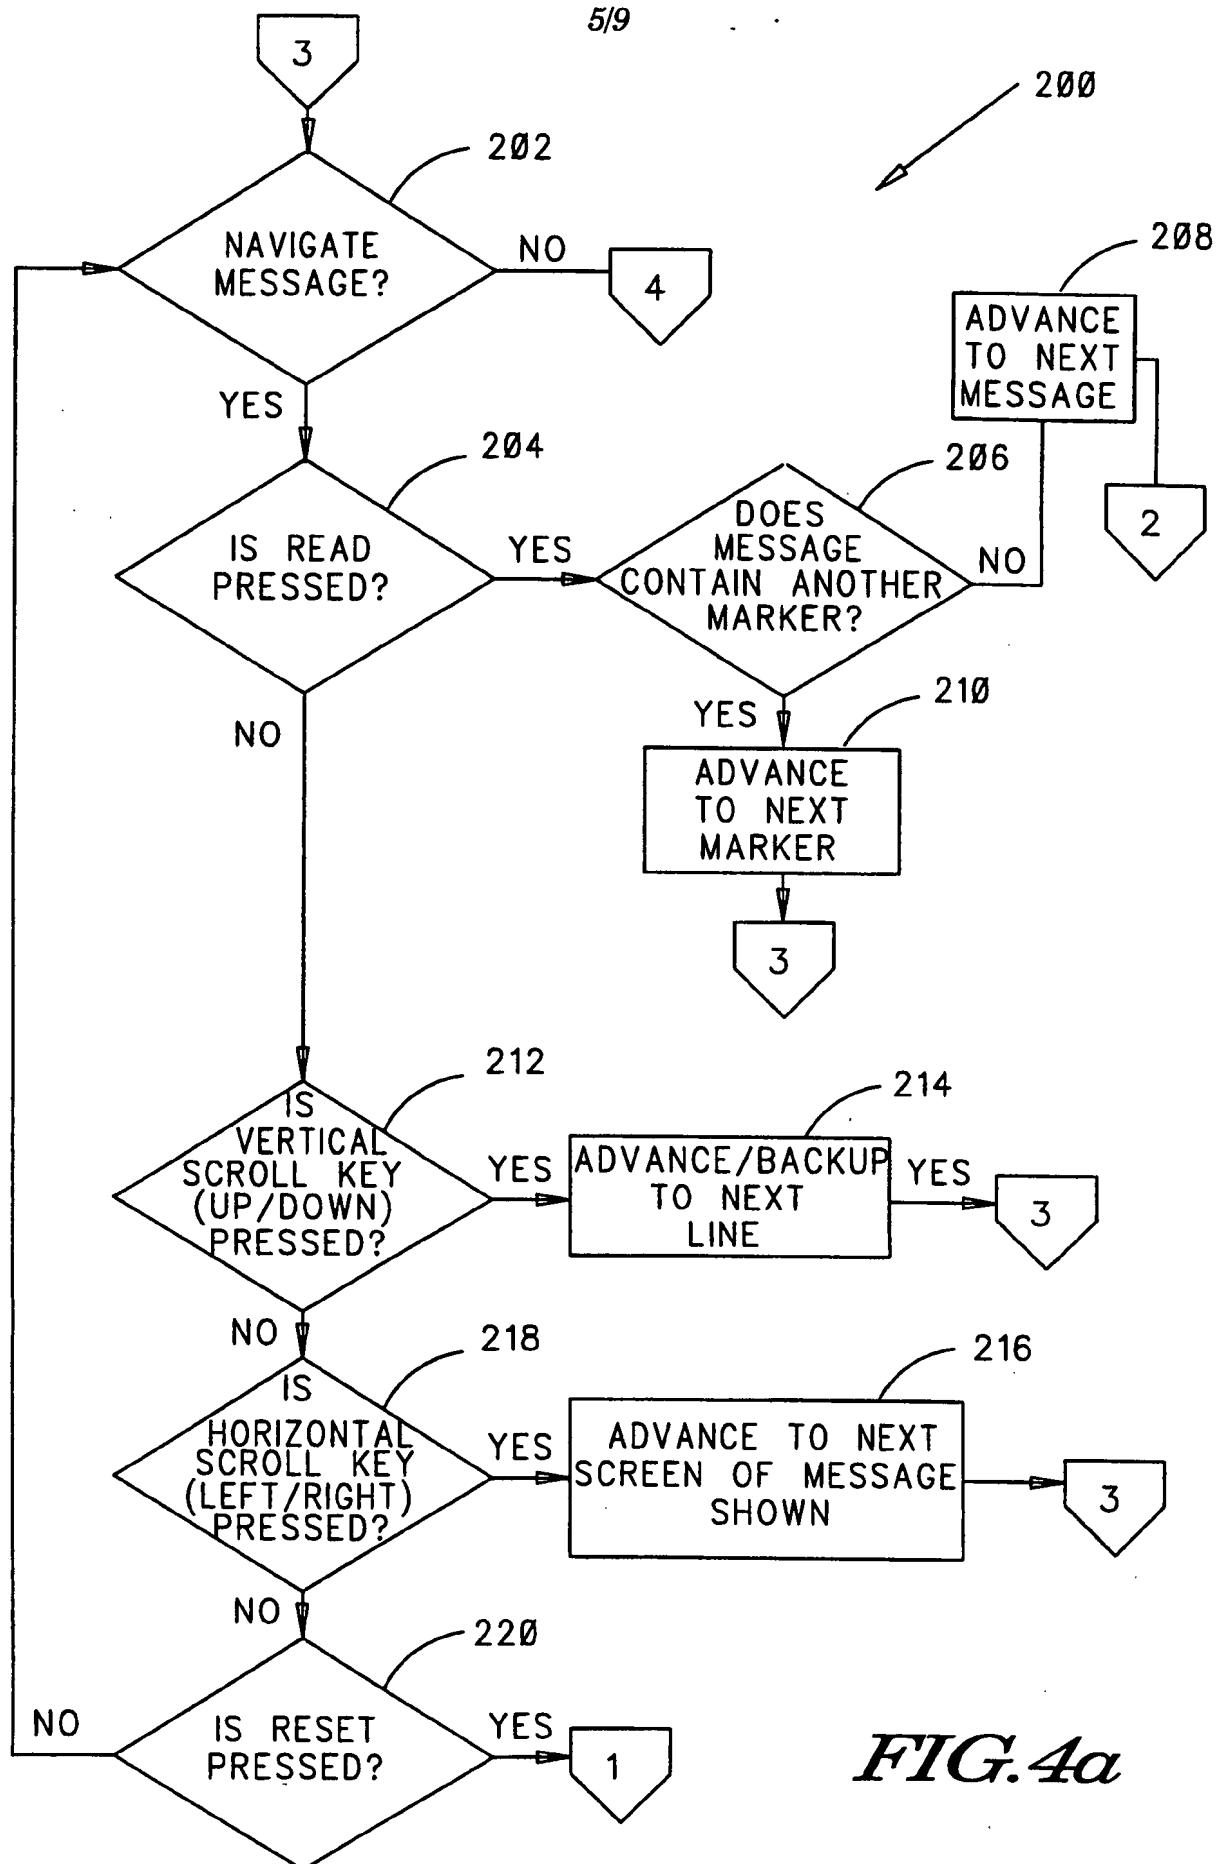 5/9
3
200
202
NAVIGATE
MESSAGE?
NO
4
208
ADVANCE
TO NEXT
MESSAGE
2
YES
204
IS READ
PRESSED?
YES
206
DOES
MESSAGE
CONTAIN ANOTHER
MARKER?
NO
YES
210
ADVANCE
TO NEXT
MARKER
3
NO
212
IS
VERTICAL
SCROLL KEY
(UP/DOWN)
PRESSED?
YES
214
ADVANCE/BACKUP
TO NEXT
LINE
YES
3
NO
218
IS
HORIZONTAL
SCROLL KEY
(LEFT/RIGHT)
PRESSED?
YES
216
ADVANCE TO NEXT
SCREEN OF MESSAGE
SHOWN
3
NO
220
IS RESET
PRESSED?
NO
YES
1
FIG.4a